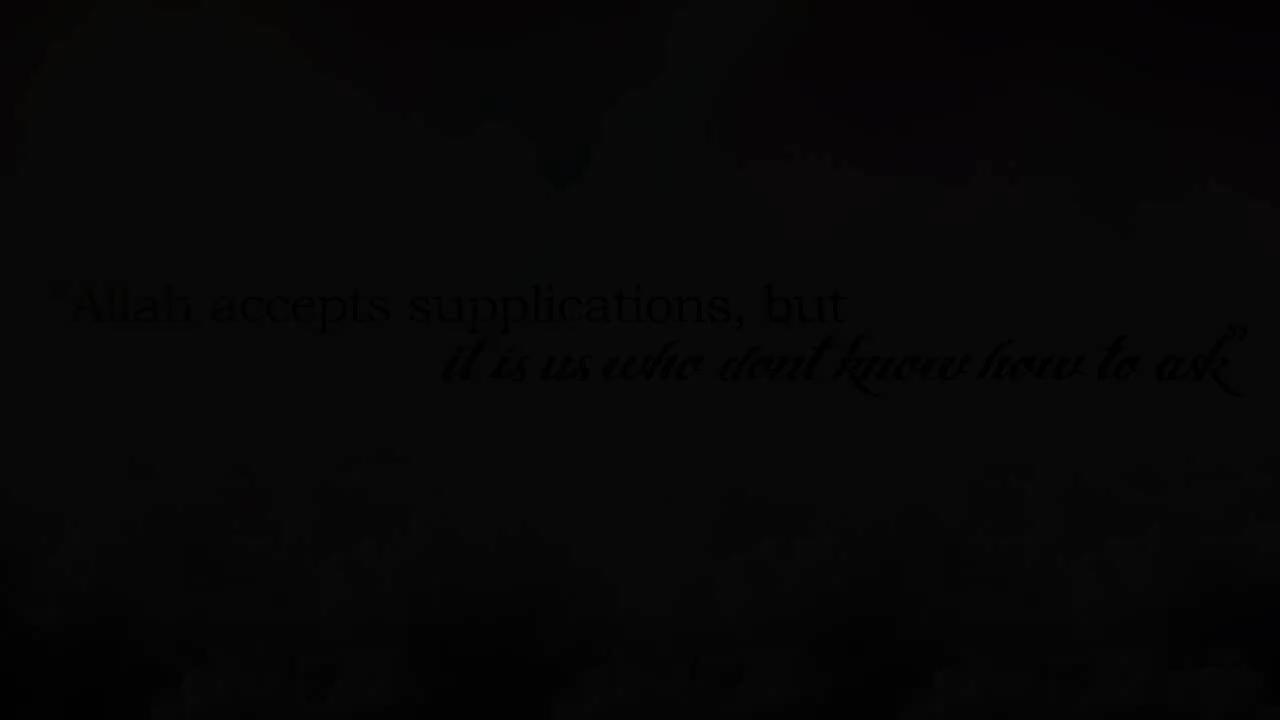 "Allah accepts supplications, but
it is us who dont know how to ask"